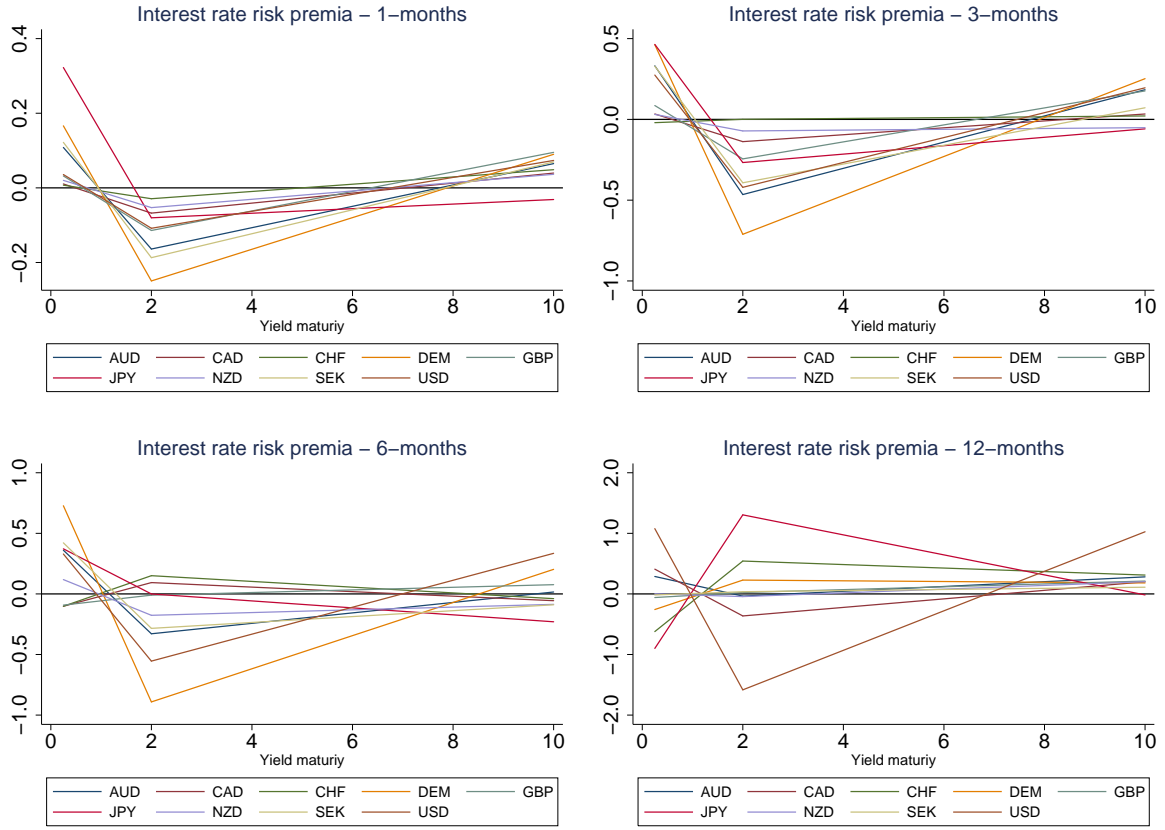 Interest rate risk premia − 1−months
0.4
0.2
0.0
−0.2
0 2 4 6 8 10
Yield maturiy
AUD CAD CHF DEM GBP
JPY NZD SEK USD
Interest rate risk premia − 3−months
0.5
0.0
−0.5
−1.0
0 2 4 6 8 10
Yield maturiy
AUD CAD CHF DEM GBP
JPY NZD SEK USD
Interest rate risk premia − 6−months
1.0
0.5
0.0
−0.5
−1.0
0 2 4 6 8 10
Yield maturiy
AUD CAD CHF DEM GBP
JPY NZD SEK USD
Interest rate risk premia − 12−months
2.0
1.0
0.0
−1.0
−2.0
0 2 4 6 8 10
Yield maturiy
AUD CAD CHF DEM GBP
JPY NZD SEK USD